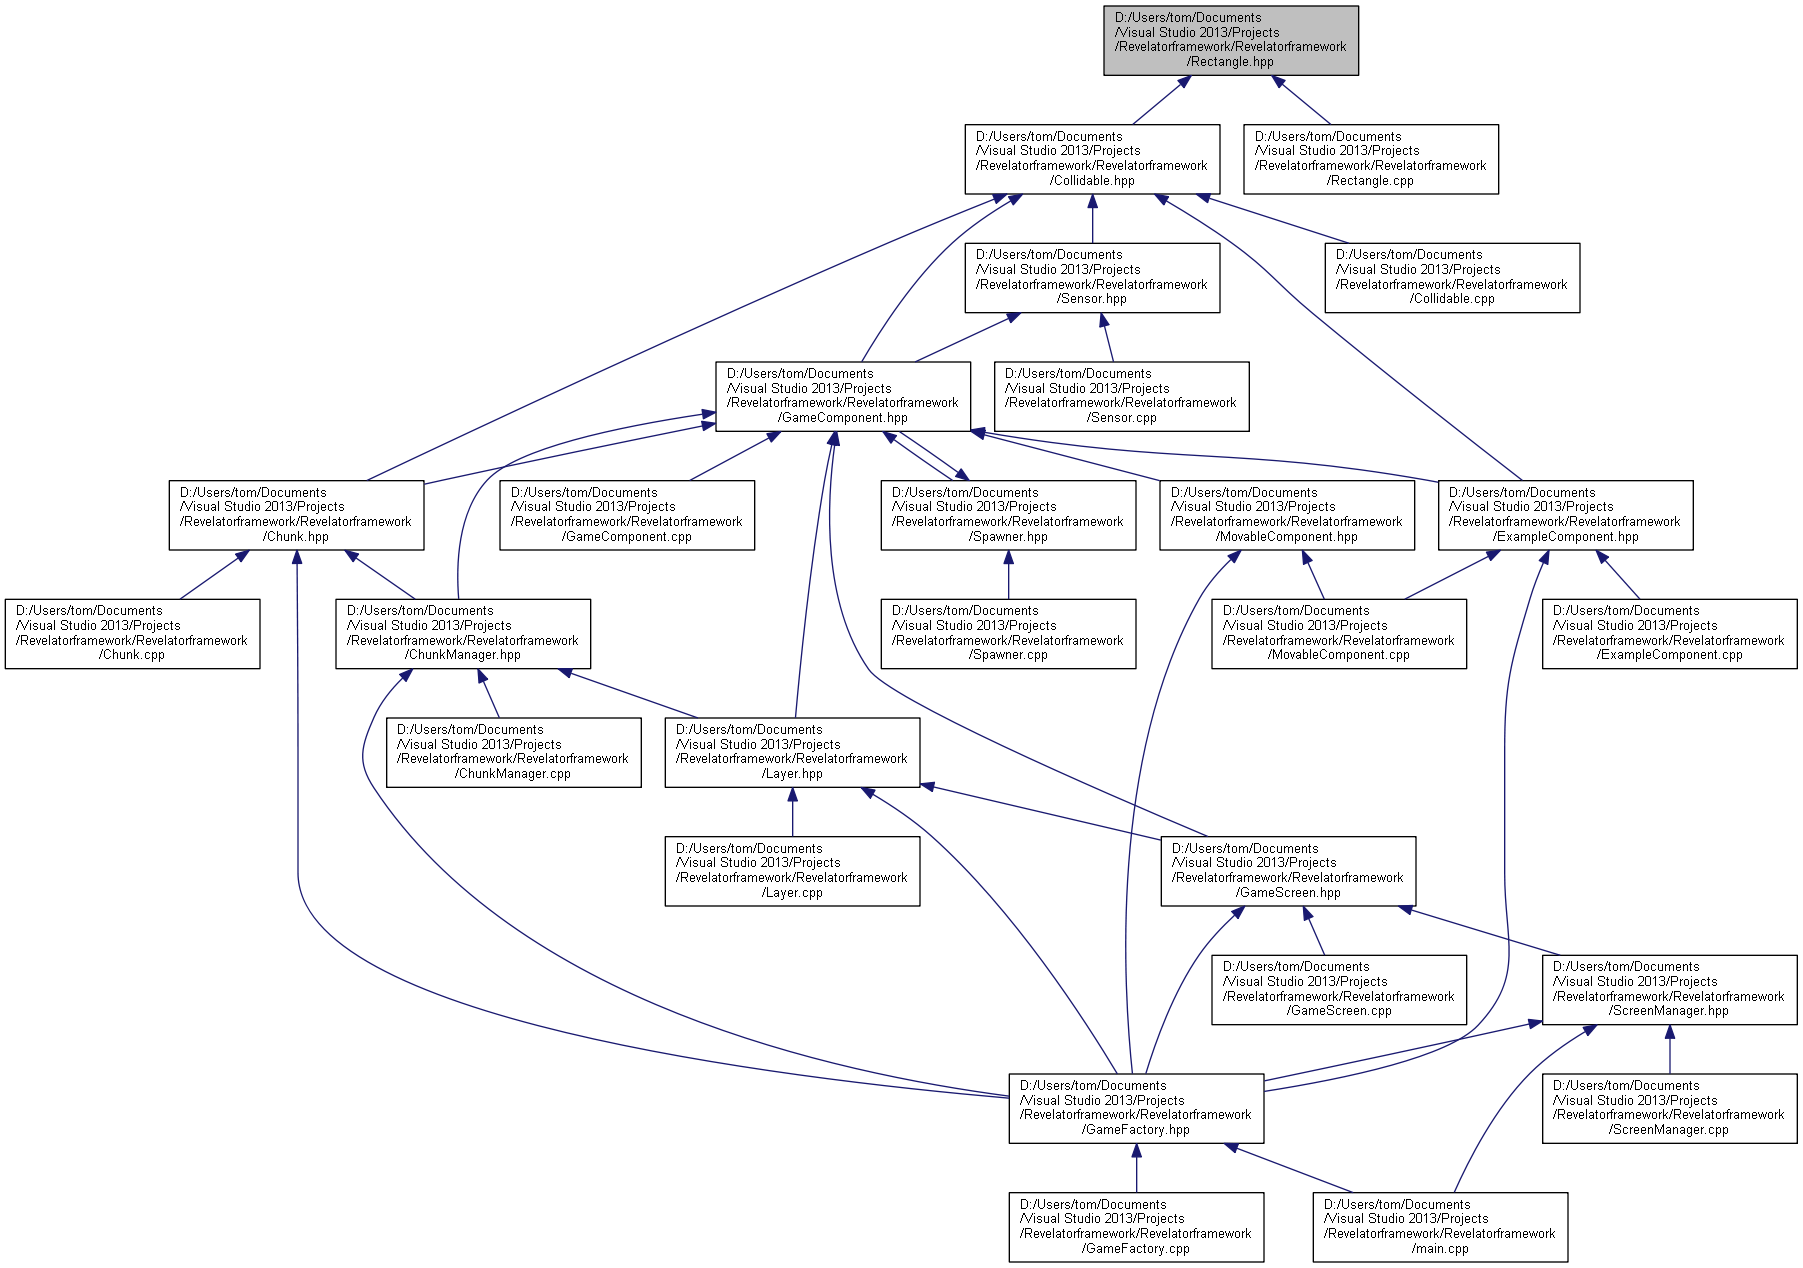 D:/Users/tom/Documents
/Visual Studio 2013/Projects
/Revelatorframework/Revelatorframework
/Rectangle.hpp
D:/Users/tom/Documents
/Visual Studio 2013/Projects
/Revelatorframework/Revelatorframework
/Collidable.hpp
D:/Users/tom/Documents
/Visual Studio 2013/Projects
/Revelatorframework/Revelatorframework
/Rectangle.cpp
D:/Users/tom/Documents
/Visual Studio 2013/Projects
/Revelatorframework/Revelatorframework
/Sensor.hpp
D:/Users/tom/Documents
/Visual Studio 2013/Projects
/Revelatorframework/Revelatorframework
/Collidable.cpp
D:/Users/tom/Documents
/Visual Studio 2013/Projects
/Revelatorframework/Revelatorframework
/GameComponent.hpp
D:/Users/tom/Documents
/Visual Studio 2013/Projects
/Revelatorframework/Revelatorframework
/Sensor.cpp
D:/Users/tom/Documents
/Visual Studio 2013/Projects
/Revelatorframework/Revelatorframework
/Chunk.hpp
D:/Users/tom/Documents
/Visual Studio 2013/Projects
/Revelatorframework/Revelatorframework
/GameComponent.cpp
D:/Users/tom/Documents
/Visual Studio 2013/Projects
/Revelatorframework/Revelatorframework
/Spawner.hpp
D:/Users/tom/Documents
/Visual Studio 2013/Projects
/Revelatorframework/Revelatorframework
/MovableComponent.hpp
D:/Users/tom/Documents
/Visual Studio 2013/Projects
/Revelatorframework/Revelatorframework
/ExampleComponent.hpp
D:/Users/tom/Documents
/Visual Studio 2013/Projects
/Revelatorframework/Revelatorframework
/Chunk.cpp
D:/Users/tom/Documents
/Visual Studio 2013/Projects
/Revelatorframework/Revelatorframework
/ChunkManager.hpp
D:/Users/tom/Documents
/Visual Studio 2013/Projects
/Revelatorframework/Revelatorframework
/Spawner.cpp
D:/Users/tom/Documents
/Visual Studio 2013/Projects
/Revelatorframework/Revelatorframework
/MovableComponent.cpp
D:/Users/tom/Documents
/Visual Studio 2013/Projects
/Revelatorframework/Revelatorframework
/ExampleComponent.cpp
D:/Users/tom/Documents
/Visual Studio 2013/Projects
/Revelatorframework/Revelatorframework
/ChunkManager.cpp
D:/Users/tom/Documents
/Visual Studio 2013/Projects
/Revelatorframework/Revelatorframework
/Layer.hpp
D:/Users/tom/Documents
/Visual Studio 2013/Projects
/Revelatorframework/Revelatorframework
/Layer.cpp
D:/Users/tom/Documents
/Visual Studio 2013/Projects
/Revelatorframework/Revelatorframework
/GameScreen.hpp
D:/Users/tom/Documents
/Visual Studio 2013/Projects
/Revelatorframework/Revelatorframework
/GameScreen.cpp
D:/Users/tom/Documents
/Visual Studio 2013/Projects
/Revelatorframework/Revelatorframework
/ScreenManager.hpp
D:/Users/tom/Documents
/Visual Studio 2013/Projects
/Revelatorframework/Revelatorframework
/GameFactory.hpp
D:/Users/tom/Documents
/Visual Studio 2013/Projects
/Revelatorframework/Revelatorframework
/ScreenManager.cpp
D:/Users/tom/Documents
/Visual Studio 2013/Projects
/Revelatorframework/Revelatorframework
/GameFactory.cpp
D:/Users/tom/Documents
/Visual Studio 2013/Projects
/Revelatorframework/Revelatorframework
/main.cpp